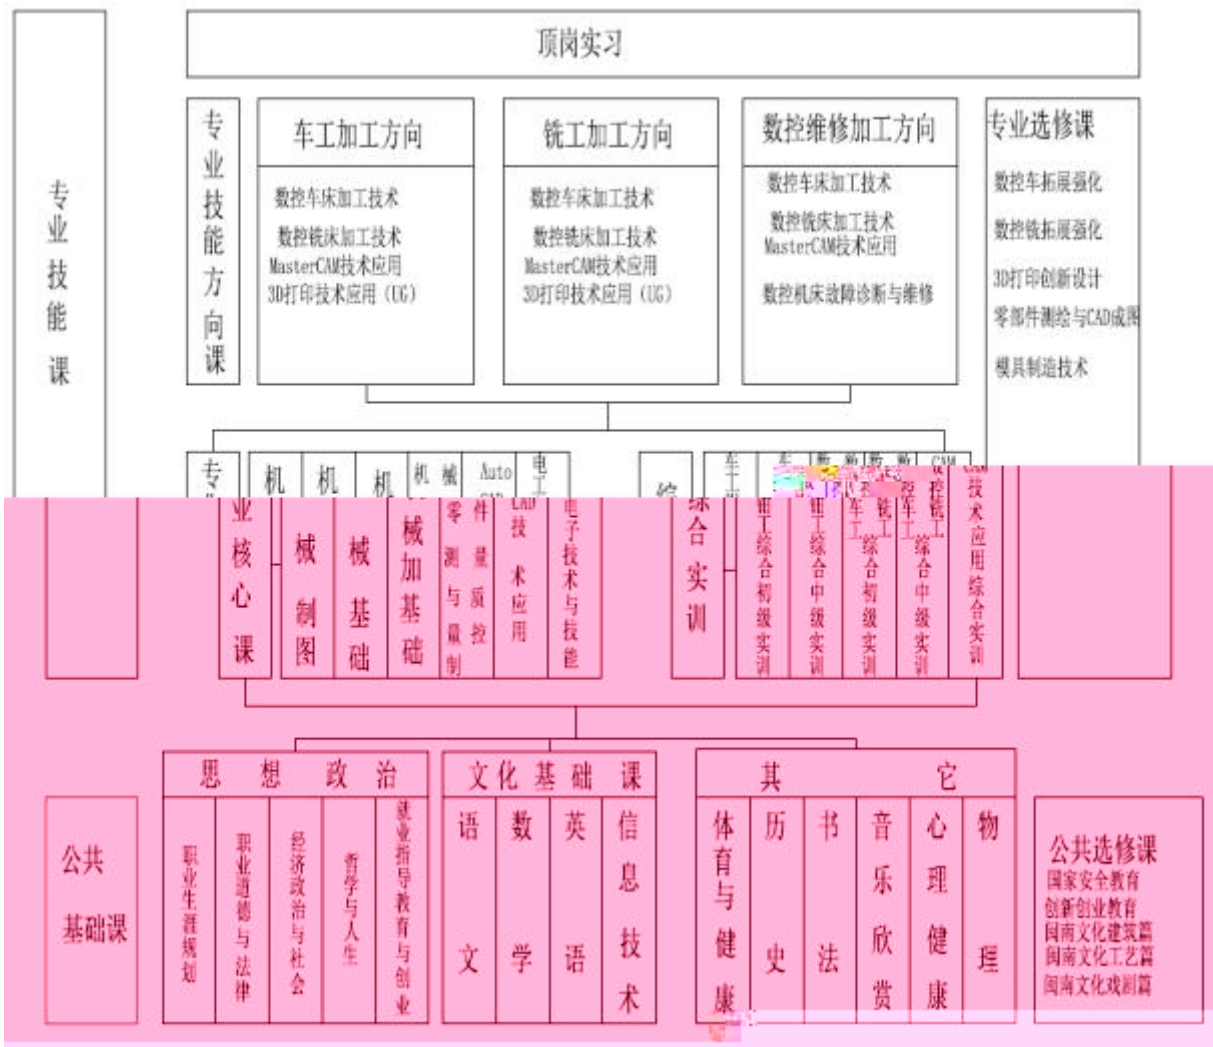 顶岗实习
专业技能课
专业技能方向课
车工加工方向
数控车床加工技术
数控铣床加工技术
MasterCAM技术应用
3D打印技术应用（UG）
铣工加工方向
数控车床加工技术
数控铣床加工技术
MasterCAM技术应用
3D打印技术应用（UG）
数控维修加工方向
数控车床加工技术
数控铣床加工技术
MasterCAM技术应用
数控机床故障诊断与维修
专业选修课
数控车拓展强化
数控铣拓展强化
3D打印创新设计
零部件测绘与CAD成图
模具制造技术
专业核心课
机械制图
机械基础
机械加基础
机械零件测量与质量控制
AutoCAD技术应用
电工电子技术与技能
综合实训
钳工综合初级实训
钳工综合中级实训
车工综合初级实训
铣工综合中级实训
CAM技术应用综合实训
公共
基础课
思想政治
职业生涯规划
职业道德与法律
经济政治与社会
哲学与人生
就业指导教育与创业
文化基础课
语文
数学
英语
信息技术
其它
体育与健康
历史
书法
音乐欣赏
心理健康
物理
公共选修课
国家安全教育
创新创业教育
闽南文化建筑篇
闽南文化工艺篇
闽南文化戏剧篇